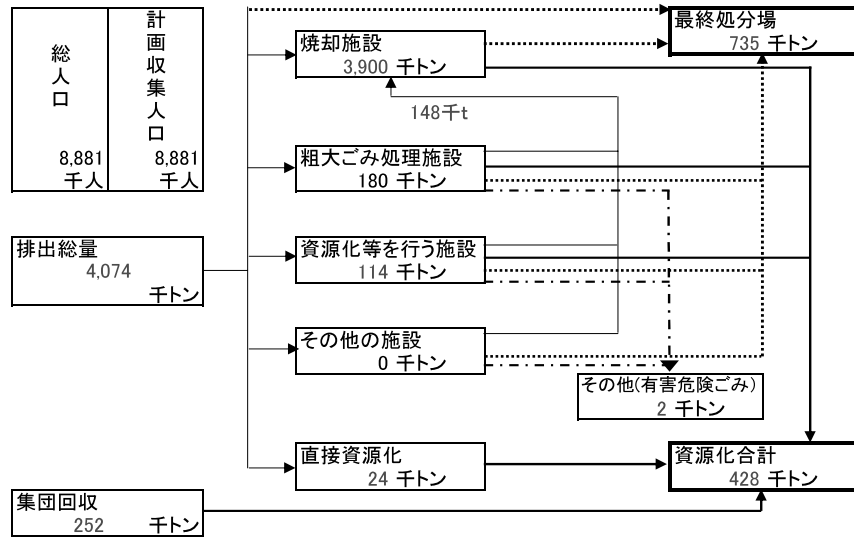 総人口
8,881
千人
計画収集人口
8,881
千人
排出総量
4,074
千トン
集団回収
252 千トン
焼却施設
3,900 千トン
148千t
粗大ごみ処理施設
180 千トン
資源化等を行う施設
114 千トン
その他の施設
0 千トン
直接資源化
24 千トン
最終処分場
735 千トン
その他(有害危険ごみ)
2 千トン
資源化合計
428 千トン